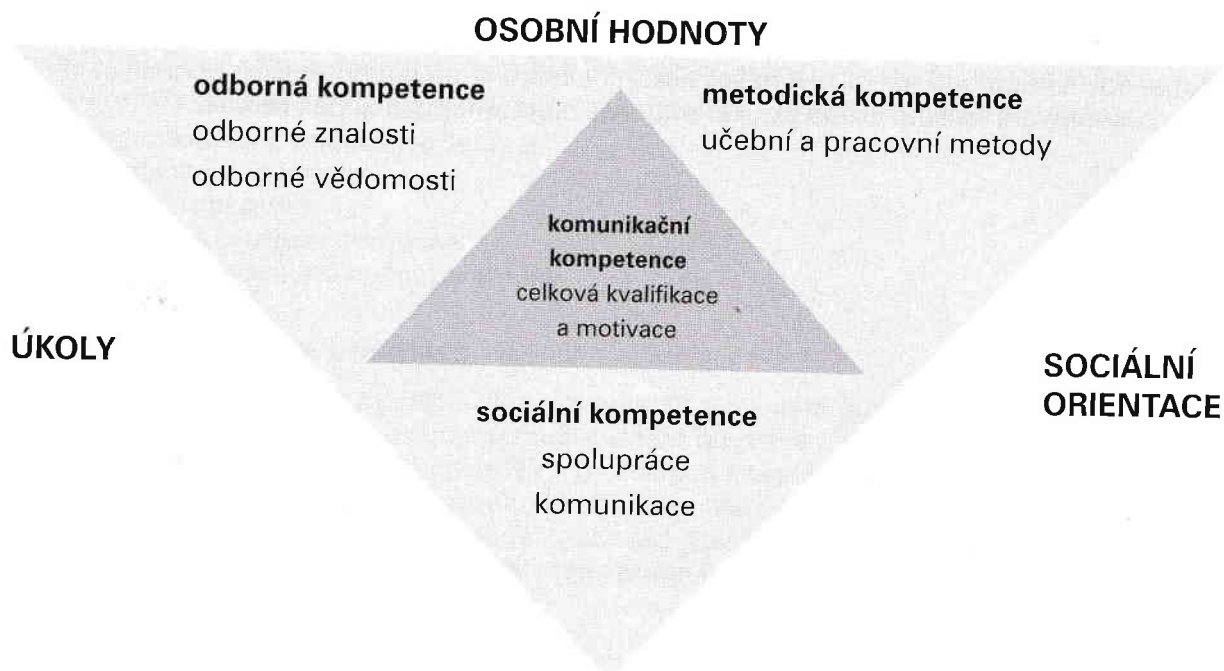 OSOBNÍ HODNOTY
odborná kompetence
odborné znalosti
odborné vědomosti
metodická kompetence
učební a pracovní metody
komunikační
kompetence
celková kvalifikace
a motivace
ÚKOLY
SOCIÁLNÍ
ORIENTACE
sociální kompetence
spolupráce
komunikace